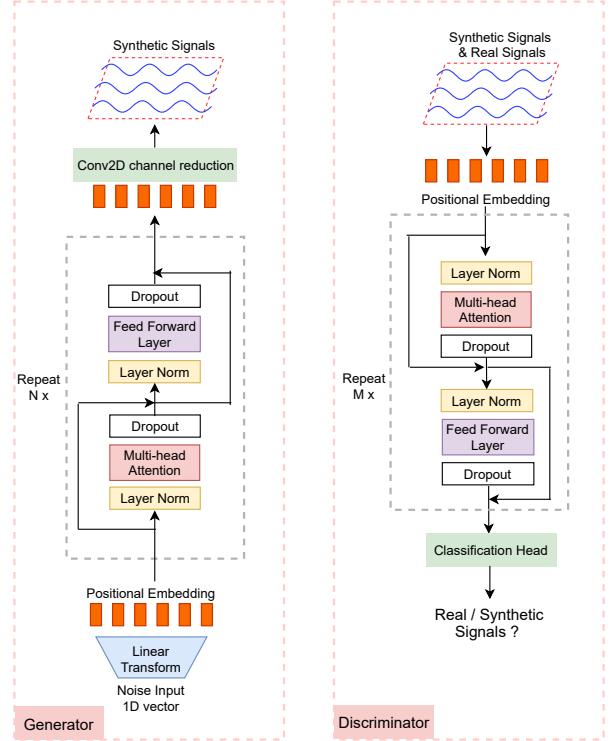 Synthetic Signals
Conv2D channel reduction
Dropout
Feed Forward
Layer
Layer Norm
Repeat
N x
Dropout
Multi-head
Attention
Layer Norm
Positional Embedding
Linear
Transform
Noise Input
1D vector
Generator
Synthetic Signals
& Real Signals
Positional Embedding
Layer Norm
Multi-head
Attention
Dropout
Repeat
M x
Layer Norm
Feed Forward
Layer
Dropout
Classification Head
Real / Synthetic
Signals ?
Discriminator